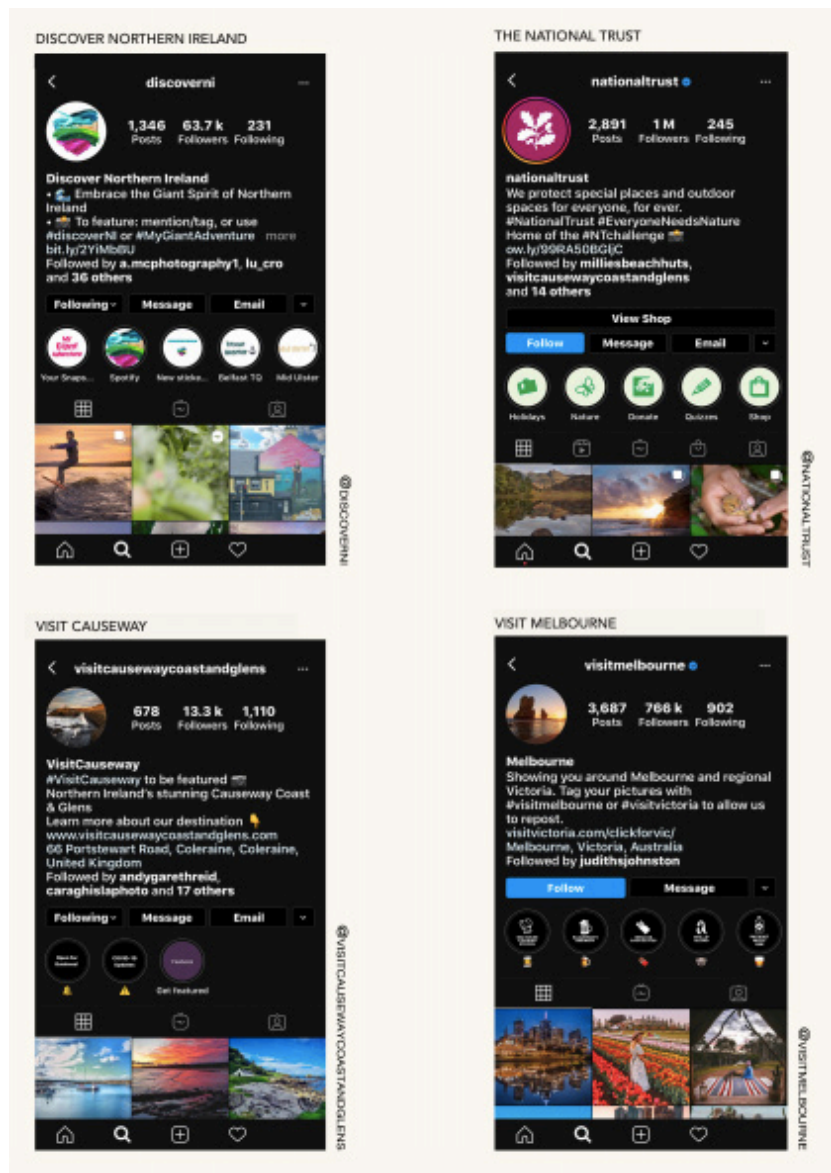 DISCOVER NORTHERN IRELAND
discoverni
1,346 63.7 k 231
Posts Followers Following
Discover Northern Ireland
• 🌊 Embrace the Giant Spirit of Northern
Ireland
• 📸 To feature: mention/tag, or use
#discoverNI or #MyGiantAdventure more
bit.ly/2YiMbBU
Followed by a.mcphotography1, lu_cro
and 36 others
Following Message Email
Your Snaps... Spotify New sticke... Belfast TQ Mid Ulster
@DISCOVERNI
THE NATIONAL TRUST
nationaltrust
2,891 1 M 245
Posts Followers Following
nationaltrust
We protect special places and outdoor
spaces for everyone, for ever.
#NationalTrust #EveryoneNeedsNature
Home of the #NTchallenge 📸
Followed by milliesbeachhuts,
visitcausewaycoastandglens
and 14 others
View Shop
Follow Message Email
Holidays Nature Donate Quizzes Shop
@NATIONALTRUST
VISIT CAUSEWAY
visitcausewaycoastandglens
678 13.3 k 1,110
Posts Followers Following
VisitCauseway
#VisitCauseway to be featured 📷
Northern Ireland's stunning Causeway Coast
& Glens
Learn more about our destination 👇
www.visitcausewaycoastandglens.com
66 Portstewart Road, Coleraine, Coleraine,
United Kingdom
Followed by andygarethreid,
caraghislaphoto and 17 others
Following Message Email
Get featured
@VISITCAUSEWAYCOASTANDGLENS
VISIT MELBOURNE
visitmelbourne
3,687 766 k 902
Posts Followers Following
Melbourne
Showing you around Melbourne and regional
Victoria. Tag your pictures with
#visitmelbourne or #visitvictoria to allow us
to repost.
visitvictoria.com/clickforvic/
Melbourne, Victoria, Australia
Followed by judithsjohnston
Follow Message
@VISITMELBOURNE